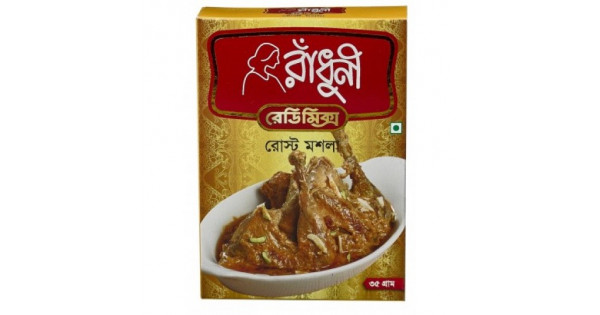 রাঁধুনী
রেডিমিক্স
রোস্ট মশলা
৩৫ গ্রাম